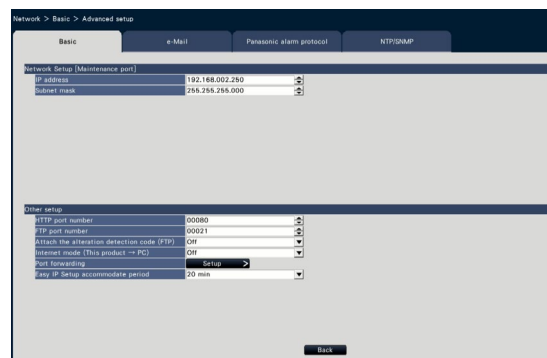 Network > Basic > Advanced setup
Basic e-Mail Panasonic alarm protocol NTP/SNMP
Network Setup [Maintenance port]
IP address 192.168.002.250
Subnet mask 255.255.255.000
Other setup
HTTP port number 00080
FTP port number 00021
Attach the alteration detection code (FTP) Off
Internet mode (This product → PC) Off
Port forwarding Setup >
Easy IP Setup accommodate period 20 min
Back